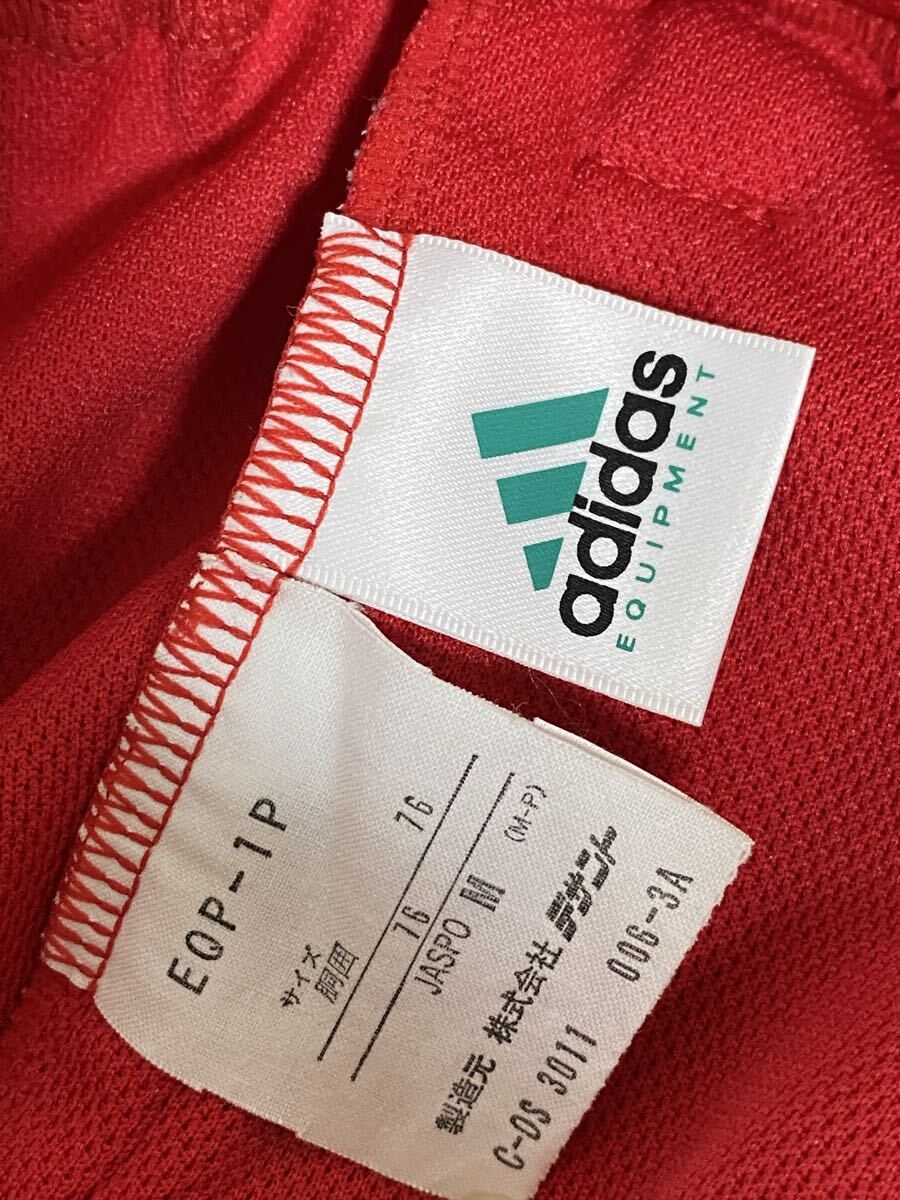 adidas
EQUIPMENT
EQP-1P
サイズ
胴囲 76 76
JASPO M (M-P)
製造元 株式会社 デサント
C-OS 3011 006-3A